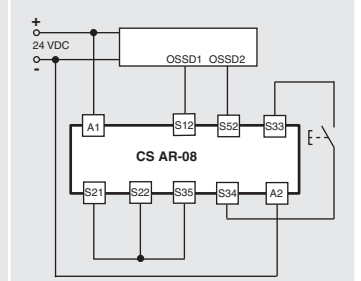 +
24 VDC
-
OSSD1 OSSD2
A1 S12 S52 S33
CS AR-08
S21 S22 S35 S34 A2